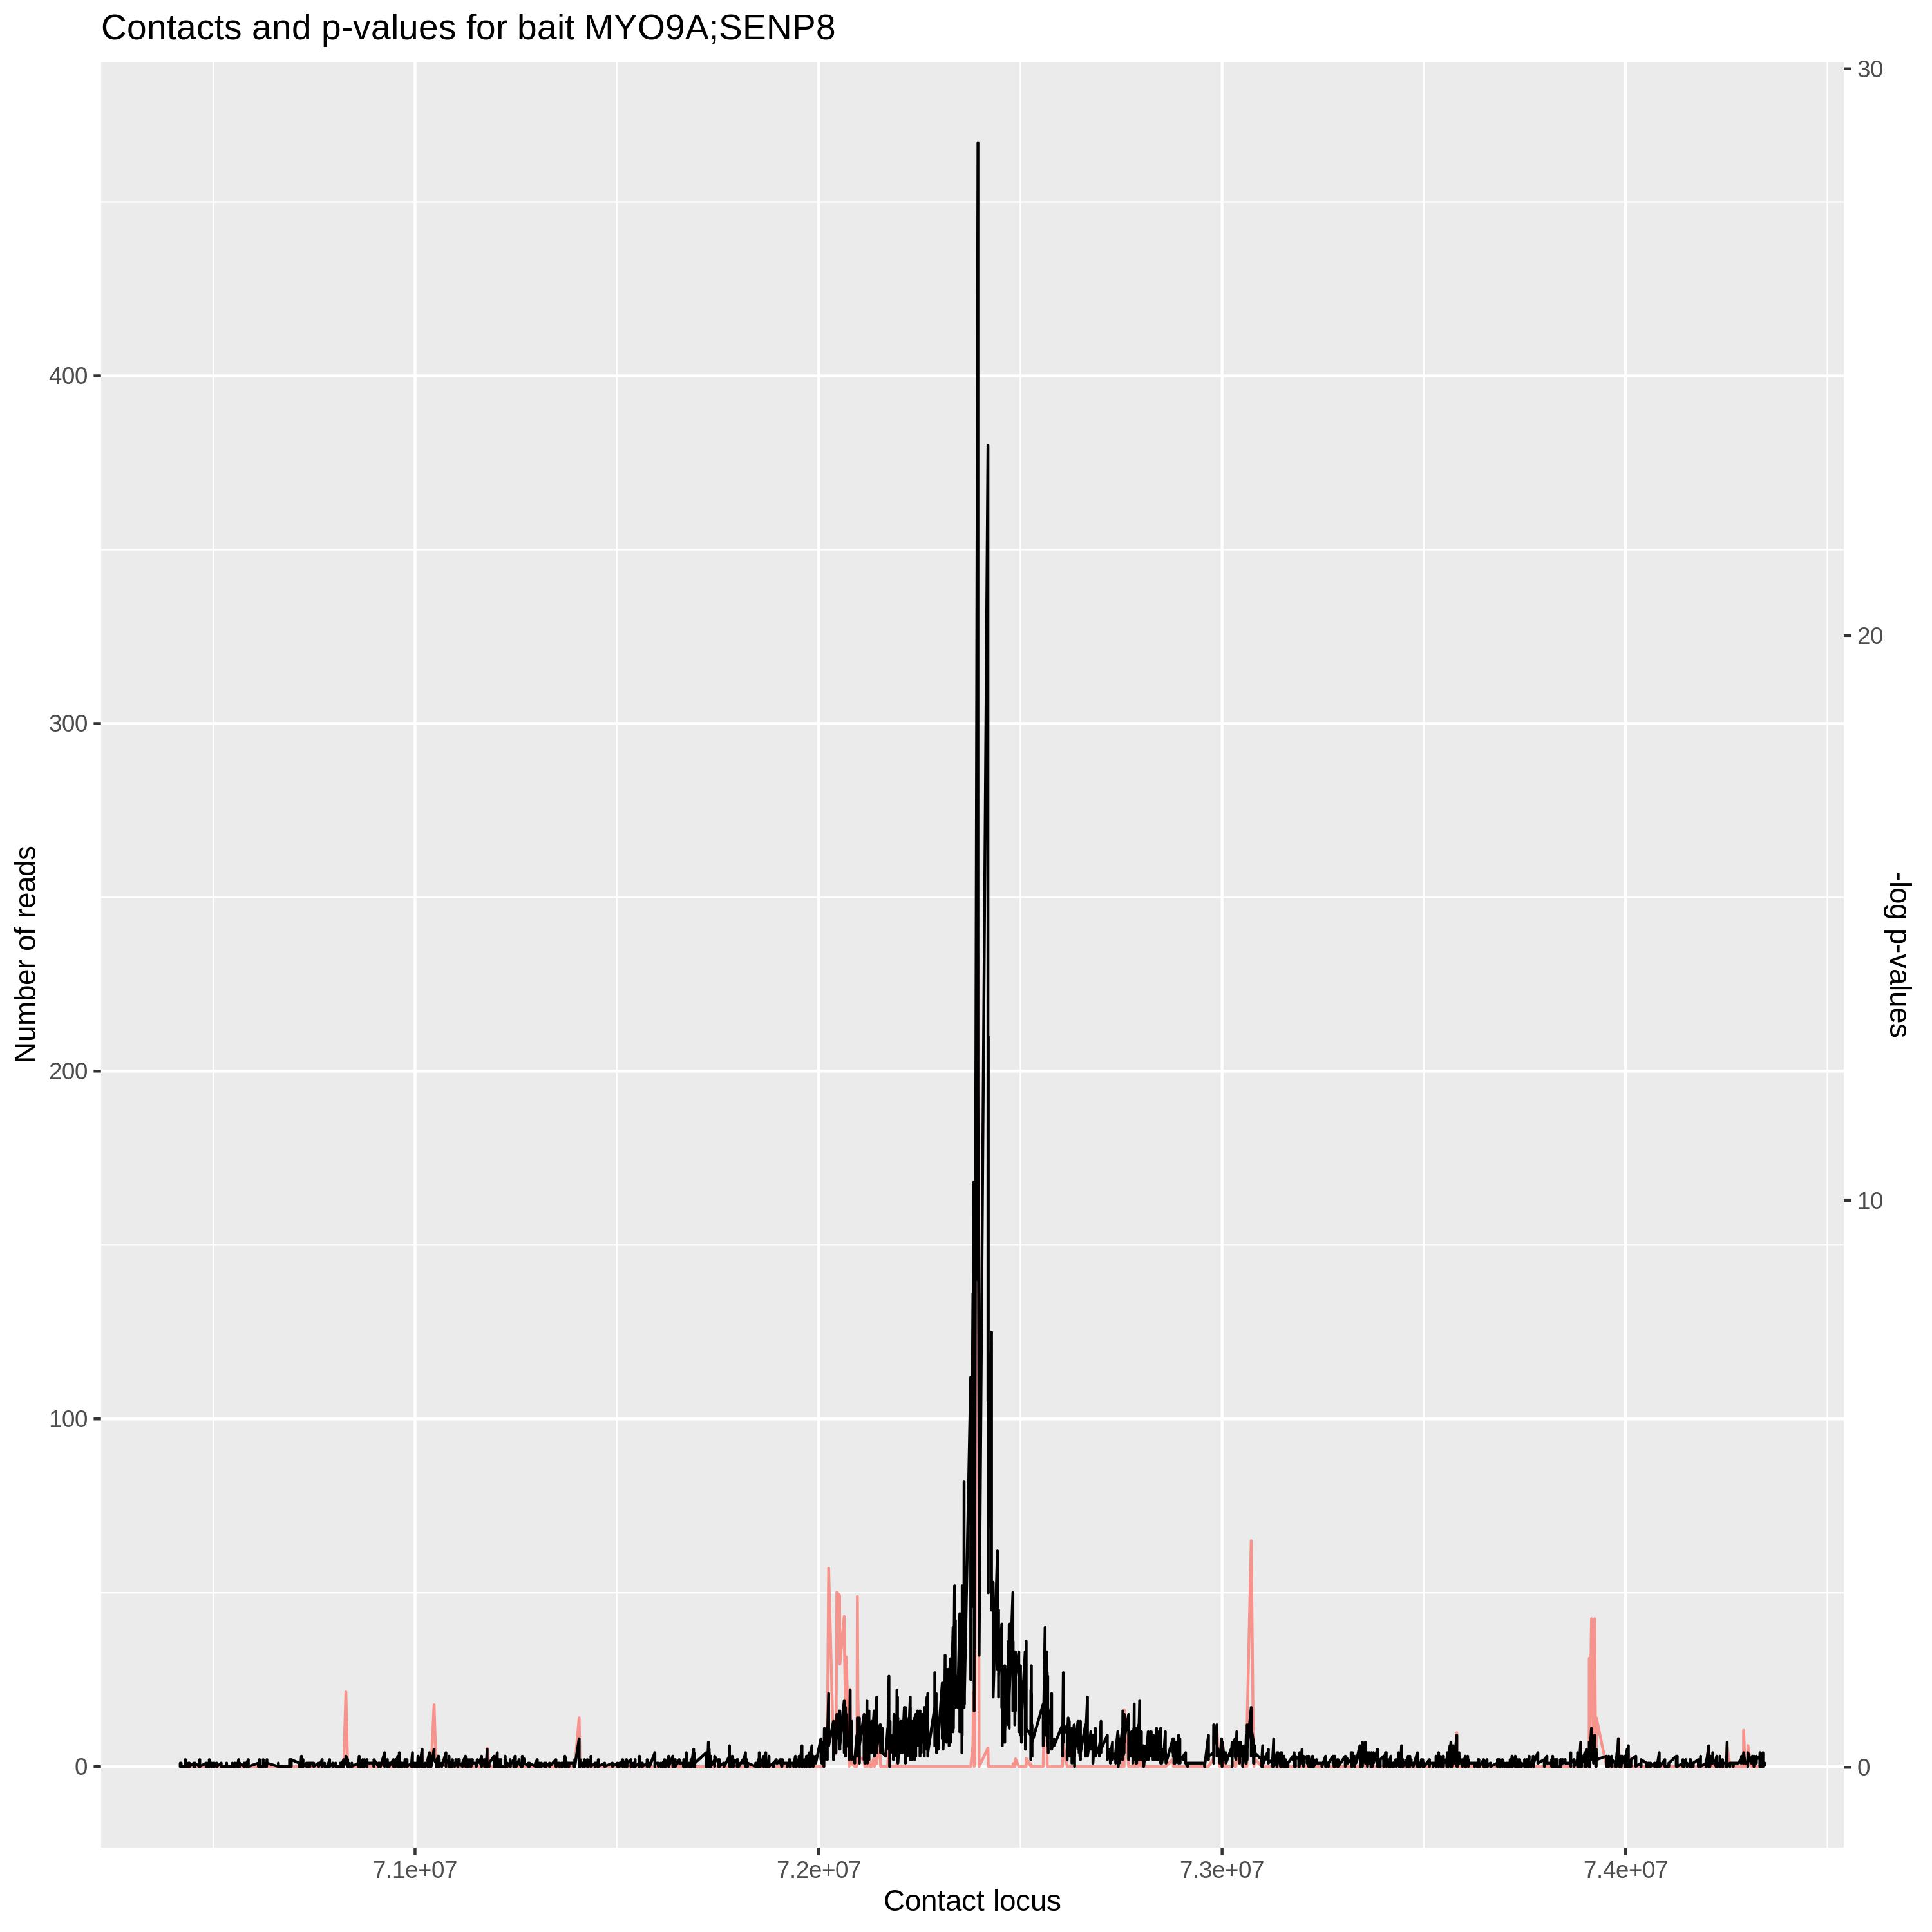 Contacts and p-values for bait MYO9A;SENP8
30
400
20
300
Number of reads
-log p-values
200
10
100
0
0
7.1e+07
7.2e+07
7.3e+07
7.4e+07
Contact locus